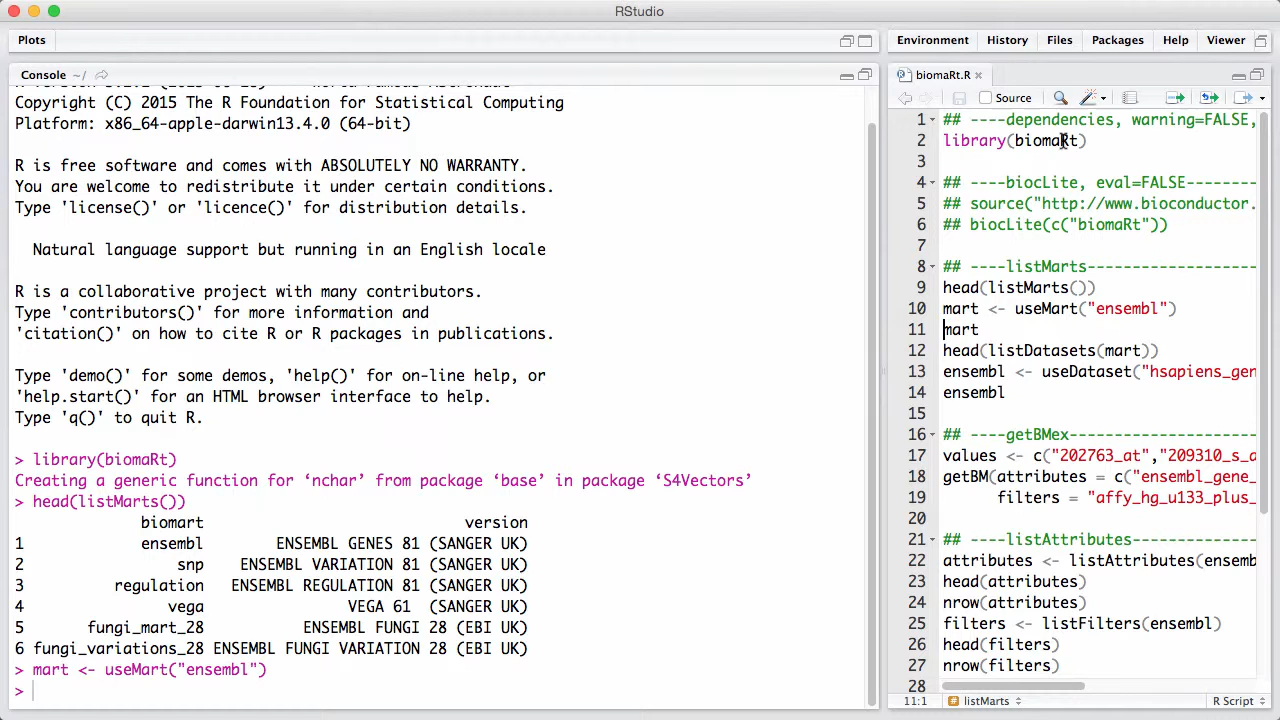 RStudio
Plots
Console ~/
Copyright (C) 2015 The R Foundation for Statistical Computing
Platform: x86_64-apple-darwin13.4.0 (64-bit)
R is free software and comes with ABSOLUTELY NO WARRANTY.
You are welcome to redistribute it under certain conditions.
Type 'license()' or 'licence()' for distribution details.
Natural language support but running in an English locale
R is a collaborative project with many contributors.
Type 'contributors()' for more information and
'citation()' on how to cite R or R packages in publications.
Type 'demo()' for some demos, 'help()' for on-line help, or
'help.start()' for an HTML browser interface to help.
Type 'q()' to quit R.
> library(biomaRt)
Creating a generic function for ‘nchar’ from package ‘base’ in package ‘S4Vectors’
> head(listMarts())
biomart version
1 ensembl ENSEMBL GENES 81 (SANGER UK)
2 snp ENSEMBL VARIATION 81 (SANGER UK)
3 regulation ENSEMBL REGULATION 81 (SANGER UK)
4 vega VEGA 61 (SANGER UK)
5 fungi_mart_28 ENSEMBL FUNGI 28 (EBI UK)
6 fungi_variations_28 ENSEMBL FUNGI VARIATION 28 (EBI UK)
> mart <- useMart("ensembl")
>
Environment History Files Packages Help Viewer
biomaRt.R
Source
1 ## ----dependencies, warning=FALSE,
2 library(biomaRt)
3
4 ## ----biocLite, eval=FALSE--------
5 ## source("http://www.bioconductor.
6 ## biocLite(c("biomaRt"))
7
8 ## ----listMarts-------------------
9 head(listMarts())
10 mart <- useMart("ensembl")
11 mart
12 head(listDatasets(mart))
13 ensembl <- useDataset("hsapiens_gen
14 ensembl
15
16 ## ----getBMex---------------------
17 values <- c("202763_at","209310_s_a
18 getBM(attributes = c("ensembl_gene_
19 filters = "affy_hg_u133_plus_
20
21 ## ----listAttributes--------------
22 attributes <- listAttributes(ensemb
23 head(attributes)
24 nrow(attributes)
25 filters <- listFilters(ensembl)
26 head(filters)
27 nrow(filters)
28
11:1 listMarts R Script